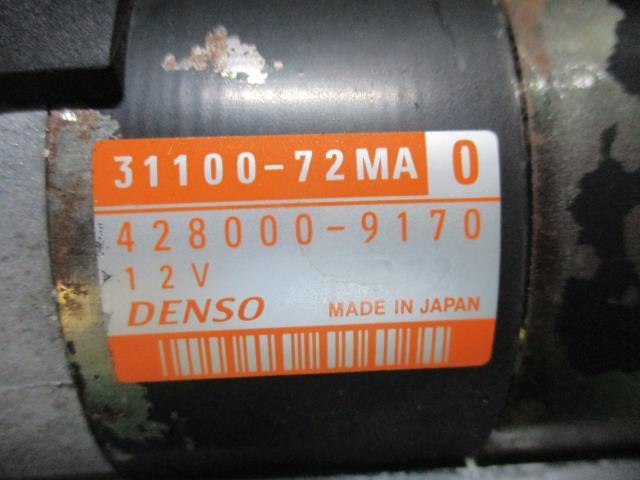 31100-72MA 0
428000-9170
12V
DENSO MADE IN JAPAN